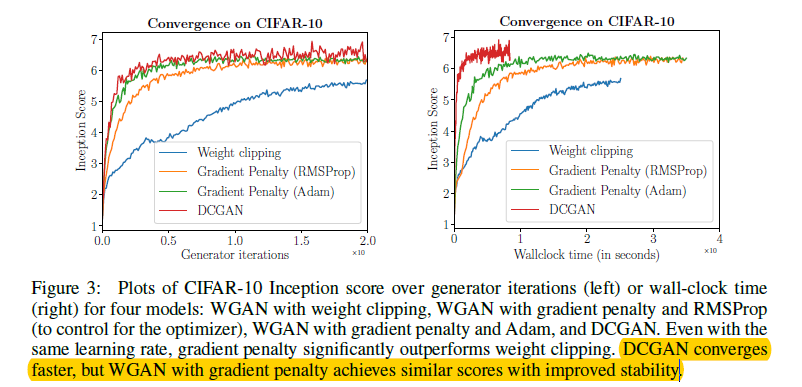 Convergence on CIFAR-10
7
6
5
4
3
2
1
Inception Score
Weight clipping
Gradient Penalty (RMSProp)
Gradient Penalty (Adam)
DCGAN
0.0 0.5 1.0 1.5 2.0
Generator iterations
×10
Convergence on CIFAR-10
7
6
5
4
3
2
1
Inception Score
Weight clipping
Gradient Penalty (RMSProp)
Gradient Penalty (Adam)
DCGAN
0 1 2 3 4
Wallclock time (in seconds)
×10
Figure 3: Plots of CIFAR-10 Inception score over generator iterations (left) or wall-clock time
(right) for four models: WGAN with weight clipping, WGAN with gradient penalty and RMSProp
(to control for the optimizer), WGAN with gradient penalty and Adam, and DCGAN. Even with the
same learning rate, gradient penalty significantly outperforms weight clipping. DCGAN converges
faster, but WGAN with gradient penalty achieves similar scores with improved stability.